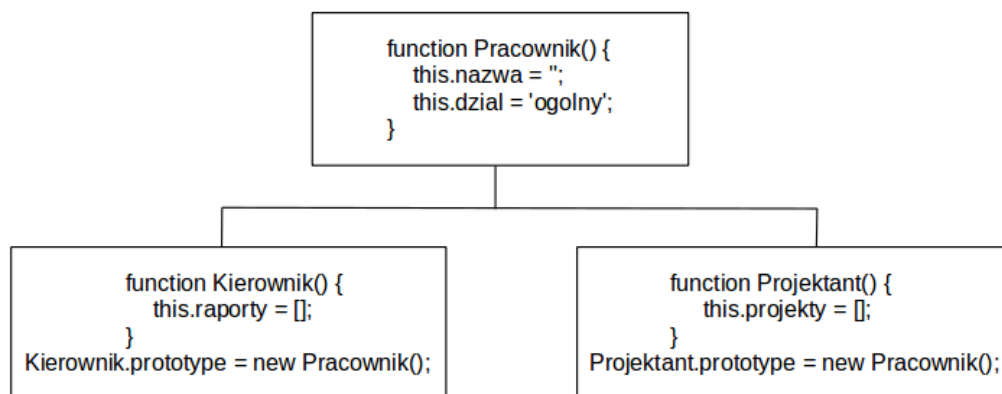 function Pracownik() {
this.nazwa = '';
this.dzial = 'ogolny';
}
function Kierownik() {
this.raporty = [];
}
Kierownik.prototype = new Pracownik();
function Projektant() {
this.projekty = [];
}
Projektant.prototype = new Pracownik();